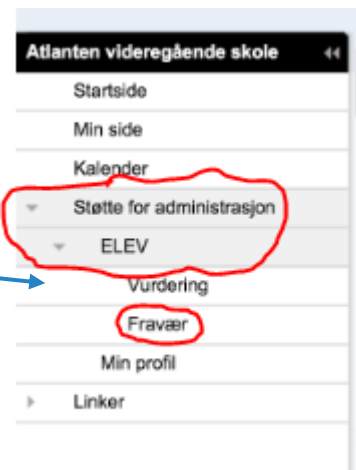 Atlanten videregående skole
Startside
Min side
Kalender
Støtte for administrasjon
ELEV
Vurdering
Fravær
Min profil
Linker